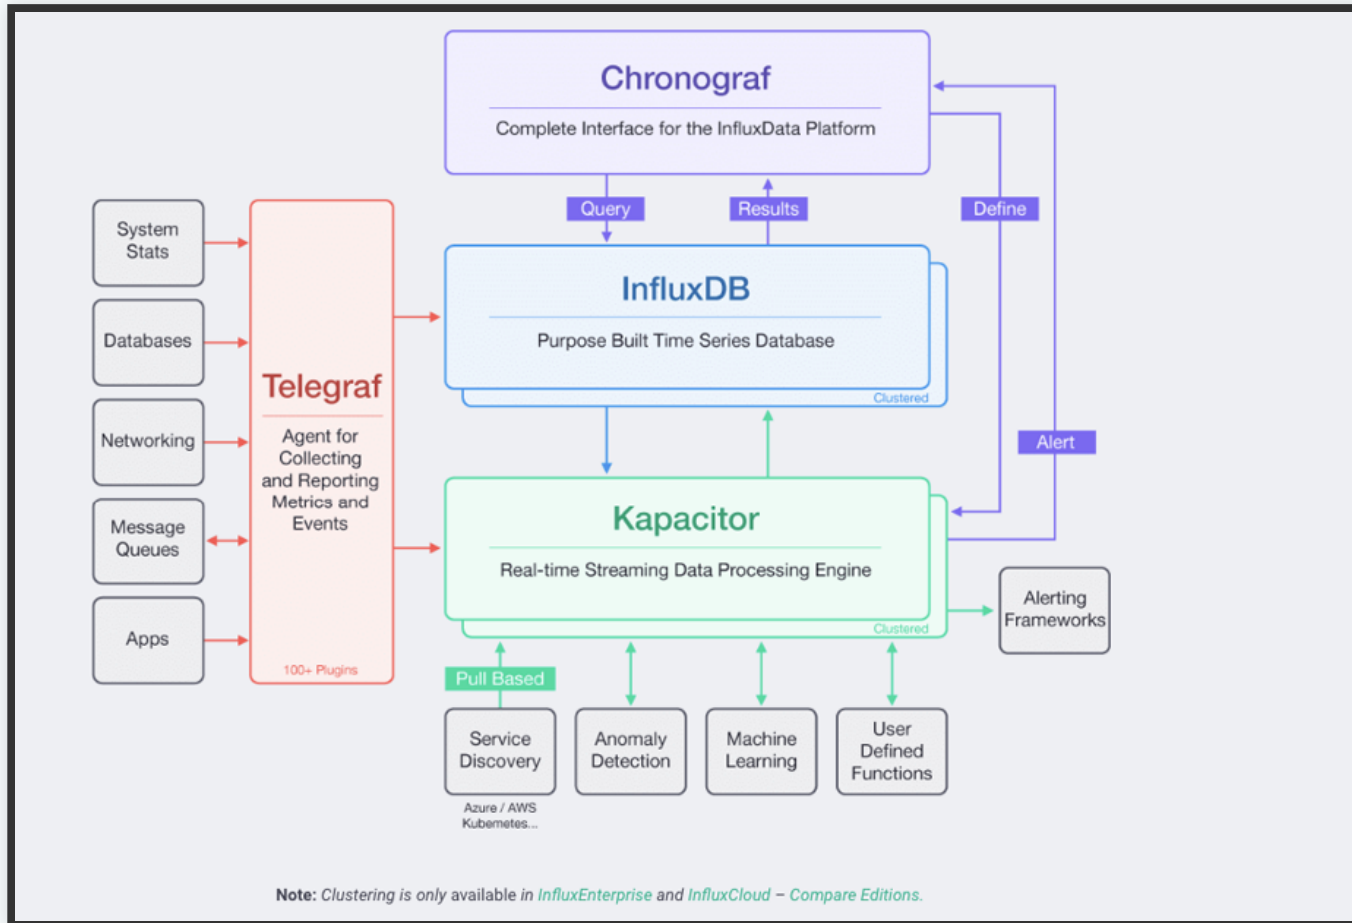 Chronograf
Complete Interface for the InfluxData Platform
Query
Results
Define
System
Stats
Databases
Networking
Message
Queues
Apps
Telegraf
Agent for
Collecting
and Reporting
Metrics and
Events
100+ Plugins
InfluxDB
Purpose Built Time Series Database
Clustered
Alert
Kapacitor
Real-time Streaming Data Processing Engine
Clustered
Alerting
Frameworks
Pull Based
Service
Discovery
Azure / AWS
Kubernetes...
Anomaly
Detection
Machine
Learning
User
Defined
Functions
Note: Clustering is only available in InfluxEnterprise and InfluxCloud – Compare Editions.